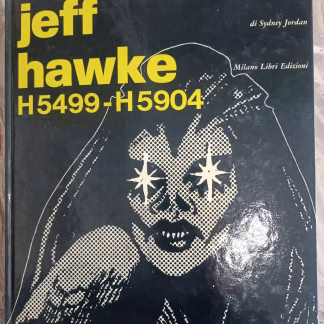 jeff
hawke
H5499-H5904
di Sydney Jordan
Milano Libri Edizioni